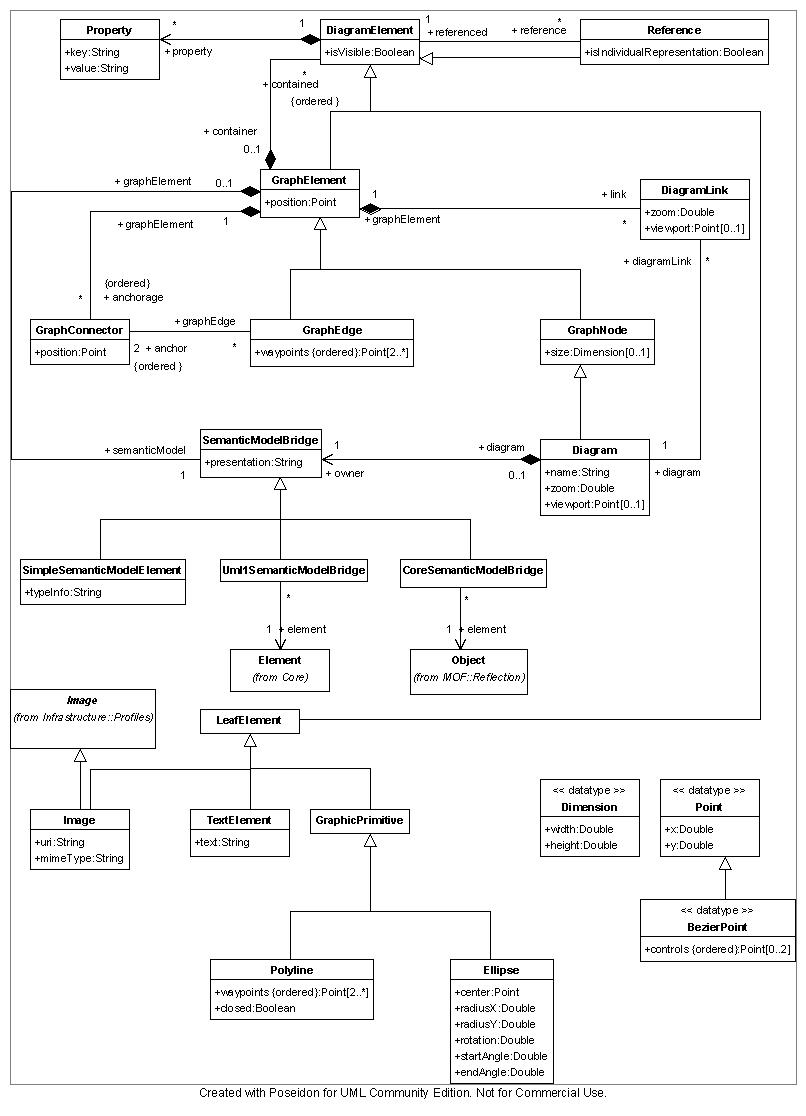 Property
+key:String
+value:String
*
+ property
1
DiagramElement
+isVisible:Boolean
1
+ referenced
*
+ reference
Reference
+isIndividualRepresentation:Boolean
*
+ contained
{ordered }
+ container
0..1
+ graphElement
0..1
GraphElement
+position:Point
1
+ graphElement
+ link
*
DiagramLink
+zoom:Double
+viewport:Point[0..1]
+ graphElement
1
+ diagramLink
*
{ordered}
+ anchorage
*
GraphConnector
+position:Point
+ graphEdge
*
2 + anchor
{ordered }
GraphEdge
+waypoints {ordered}:Point[2..*]
GraphNode
+size:Dimension[0..1]
+ semanticModel
1
SemanticModelBridge
+presentation:String
1
+ owner
+ diagram
0..1
Diagram
+name:String
+zoom:Double
+viewport:Point[0..1]
1
+ diagram
SimpleSemanticModelElement
+typeInfo:String
Uml1SemanticModelBridge
CoreSemanticModelBridge
*
1 + element
*
1 + element
Element
(from Core)
Object
(from MOF::Reflection)
Image
(from Infrastructure::Profiles)
LeafElement
Image
+uri:String
+mimeType:String
TextElement
+text:String
GraphicPrimitive
<< datatype >>
Dimension
+width:Double
+height:Double
<< datatype >>
Point
+x:Double
+y:Double
<< datatype >>
BezierPoint
+controls {ordered}:Point[0..2]
Polyline
+waypoints {ordered}:Point[2..*]
+closed:Boolean
Ellipse
+center:Point
+radiusX:Double
+radiusY:Double
+rotation:Double
+startAngle:Double
+endAngle:Double
Created with Poseidon for UML Community Edition. Not for Commercial Use.